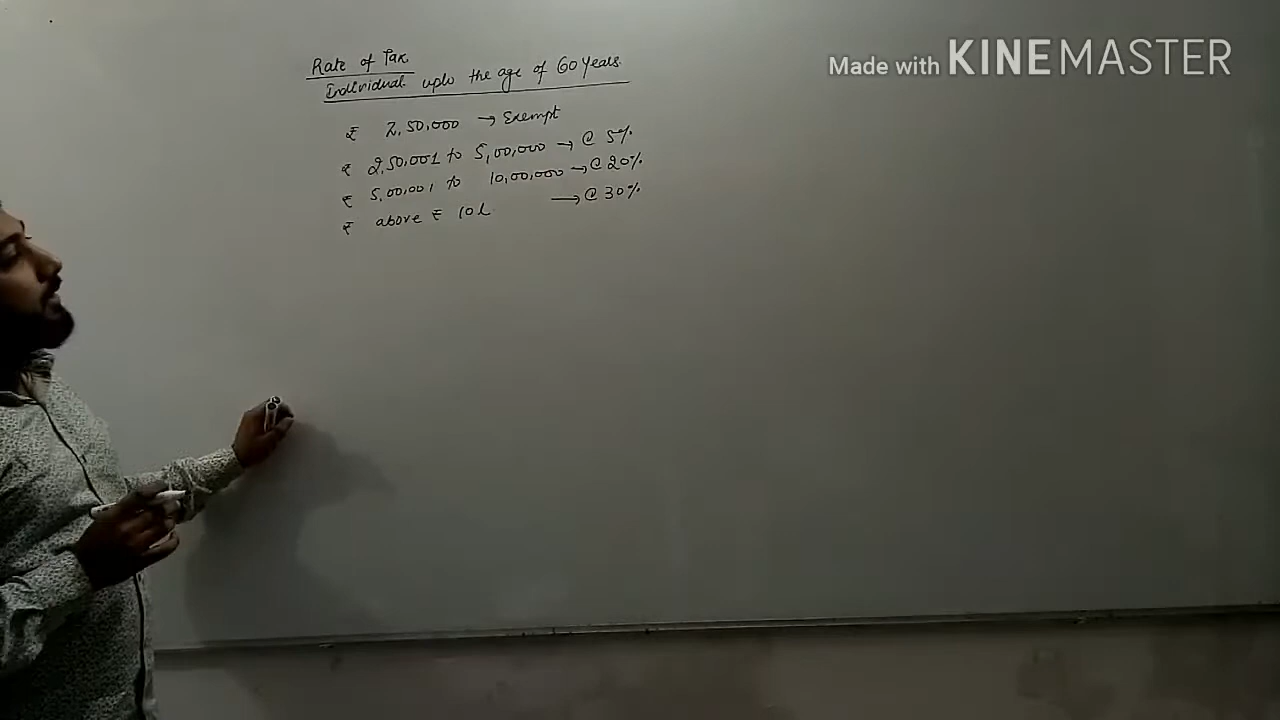 Rate of Tax
Individual upto the age of 60 years.
₹ 2,50,000 → Exempt
₹ 2,50,001 to 5,00,000 → @ 5%
₹ 5,00,001 to 10,00,000 → @ 20%
₹ above ₹ 10L → @ 30%
Made with KINEMASTER